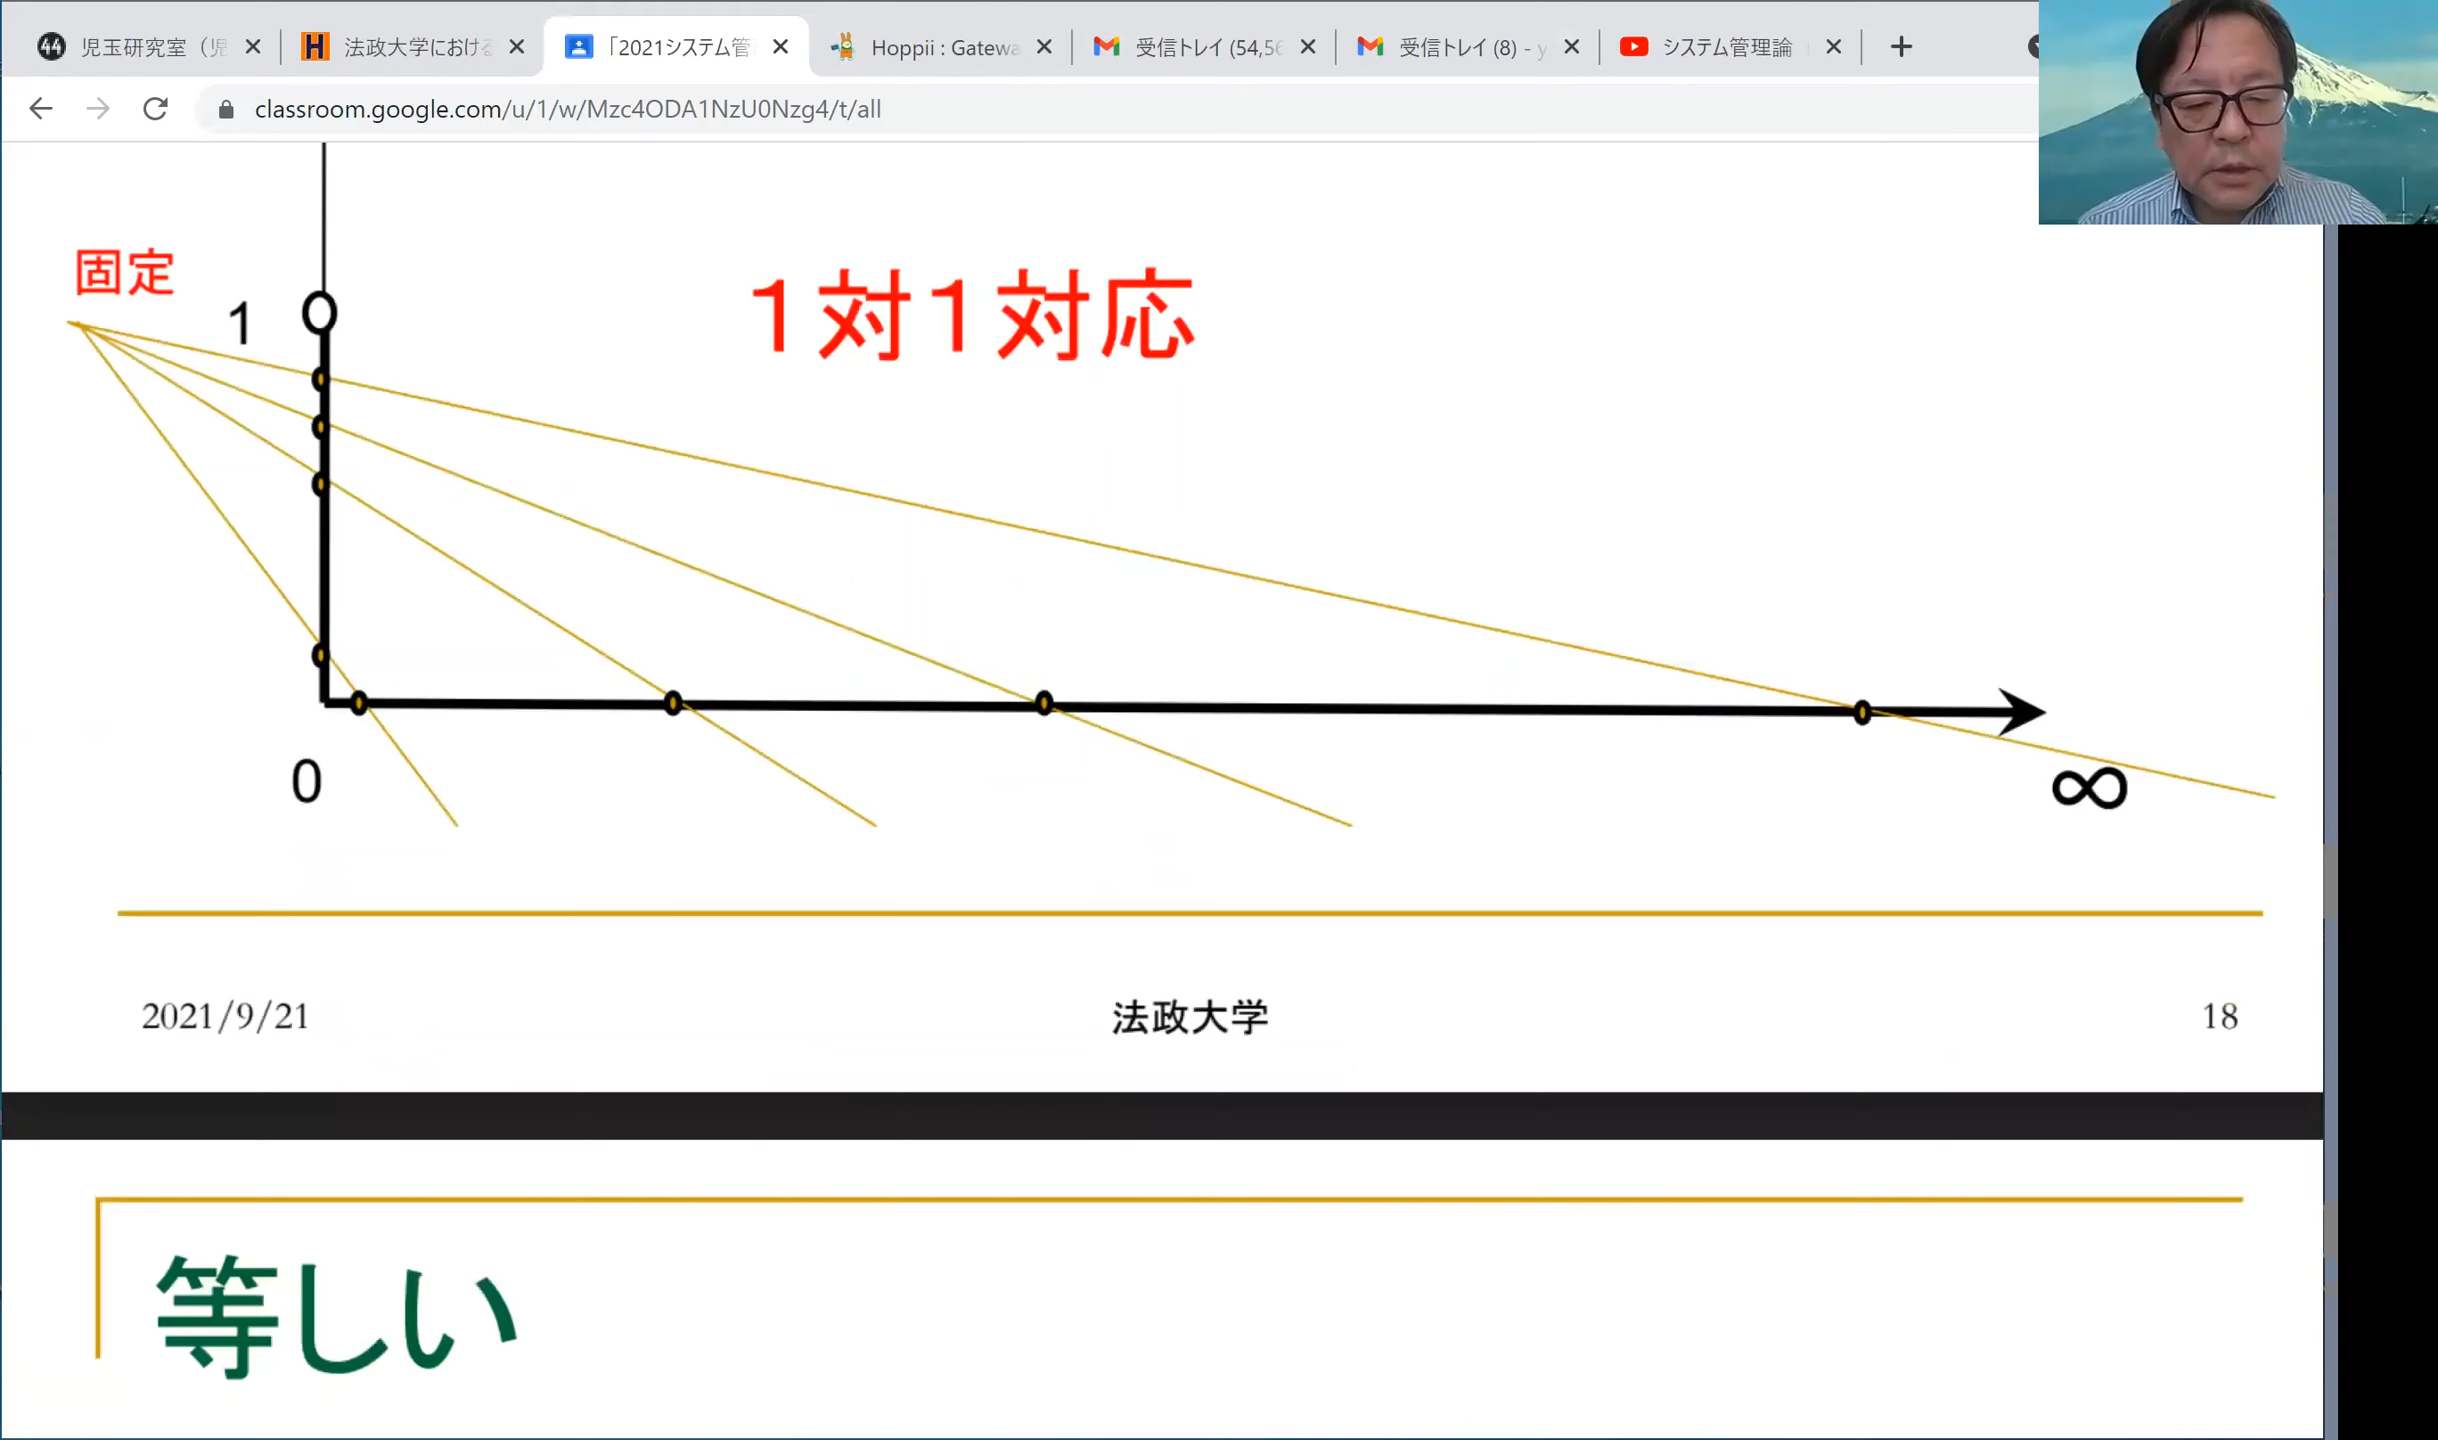 児玉研究室（児
法政大学における
「2021システム管
Hoppii : Gatewa
受信トレイ (54,56
受信トレイ (8) - y
システム管理論
classroom.google.com/u/1/w/Mzc4ODA1NzU0Nzg4/t/all
固定
1
1対1対応
0
∞
2021/9/21
法政大学
18
等しい